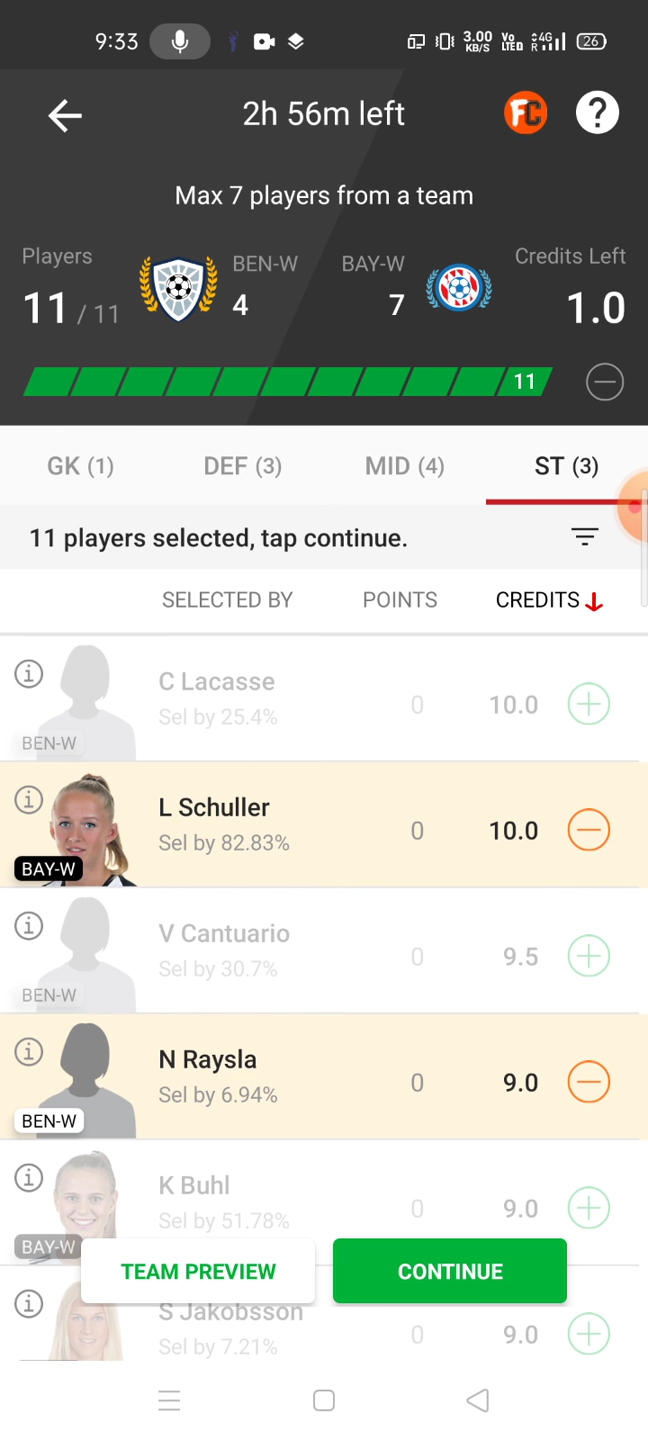 9:33
3.00 KB/S
Vo LTED
4G
26
2h 56m left
FC
?
Max 7 players from a team
Players
11 / 11
BEN-W
4
BAY-W
7
Credits Left
1.0
11
GK (1)
DEF (3)
MID (4)
ST (3)
11 players selected, tap continue.
SELECTED BY
POINTS
CREDITS
C Lacasse
Sel by 25.4%
0
10.0
BEN-W
L Schuller
Sel by 82.83%
0
10.0
BAY-W
V Cantuario
Sel by 30.7%
0
9.5
BEN-W
N Raysla
Sel by 6.94%
0
9.0
BEN-W
K Buhl
Sel by 51.78%
0
9.0
BAY-W
TEAM PREVIEW
CONTINUE
S Jakobsson
Sel by 7.21%
0
9.0